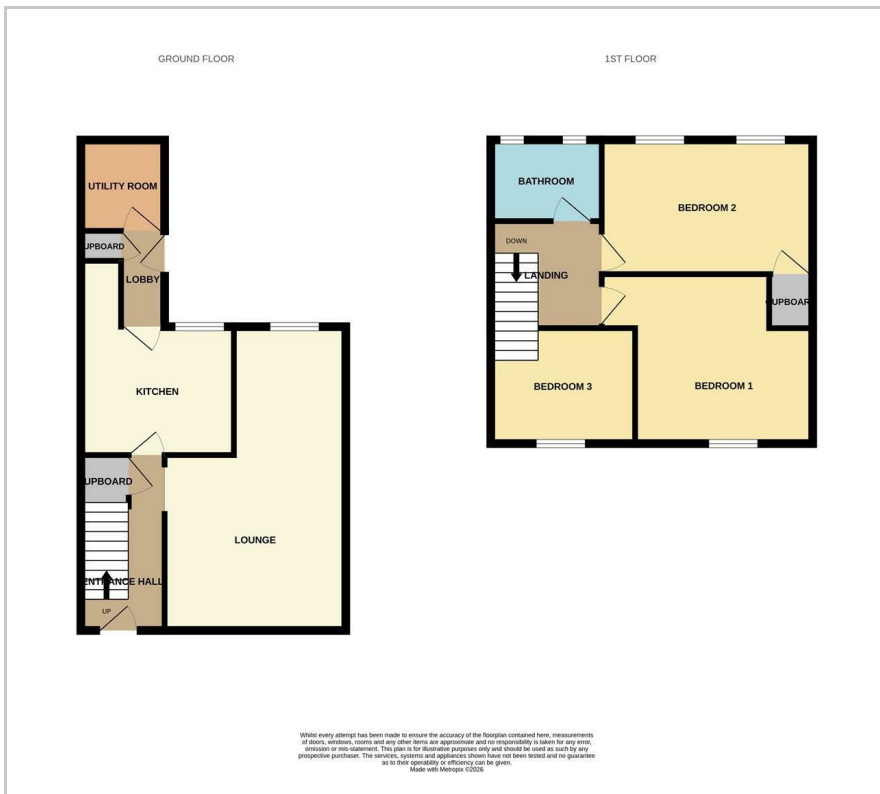 GROUND FLOOR
UTILITY ROOM
UPBOARD
LOBBY
KITCHEN
UPBOARD
LOUNGE
ENTRANCE HALL
UP
1ST FLOOR
BATHROOM
BEDROOM 2
DOWN
LANDING
CUPBOARD
BEDROOM 3
BEDROOM 1
Whilst every attempt has been made to ensure the accuracy of the floorplan contained here, measurements
of doors, windows, rooms and any other items are approximate and no responsibility is taken for any error,
omission or mis-statement. This plan is for illustrative purposes only and should be used as such by any
prospective purchaser. The services, systems and appliances shown have not been tested and no guarantee
as to their operability or efficiency can be given.
Made with Metropix ©2026